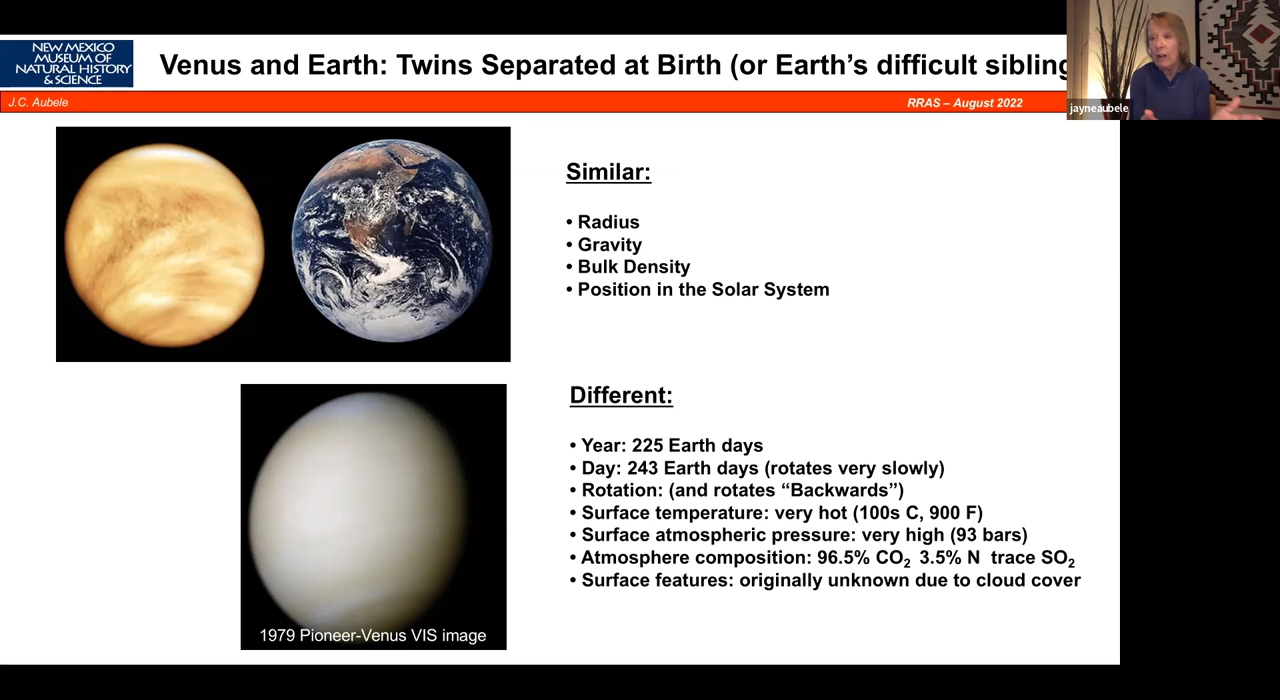 NEW MEXICO
MUSEUM OF
NATURAL HISTORY
& SCIENCE
Venus and Earth: Twins Separated at Birth (or Earth's difficult sibling
jayneaubele
J.C. Aubele
RRAS – August 2022
Similar:
• Radius
• Gravity
• Bulk Density
• Position in the Solar System
Different:
• Year: 225 Earth days
• Day: 243 Earth days (rotates very slowly)
• Rotation: (and rotates “Backwards”)
• Surface temperature: very hot (100s C, 900 F)
• Surface atmospheric pressure: very high (93 bars)
• Atmosphere composition: 96.5% CO₂ 3.5% N trace SO₂
• Surface features: originally unknown due to cloud cover
1979 Pioneer-Venus VIS image